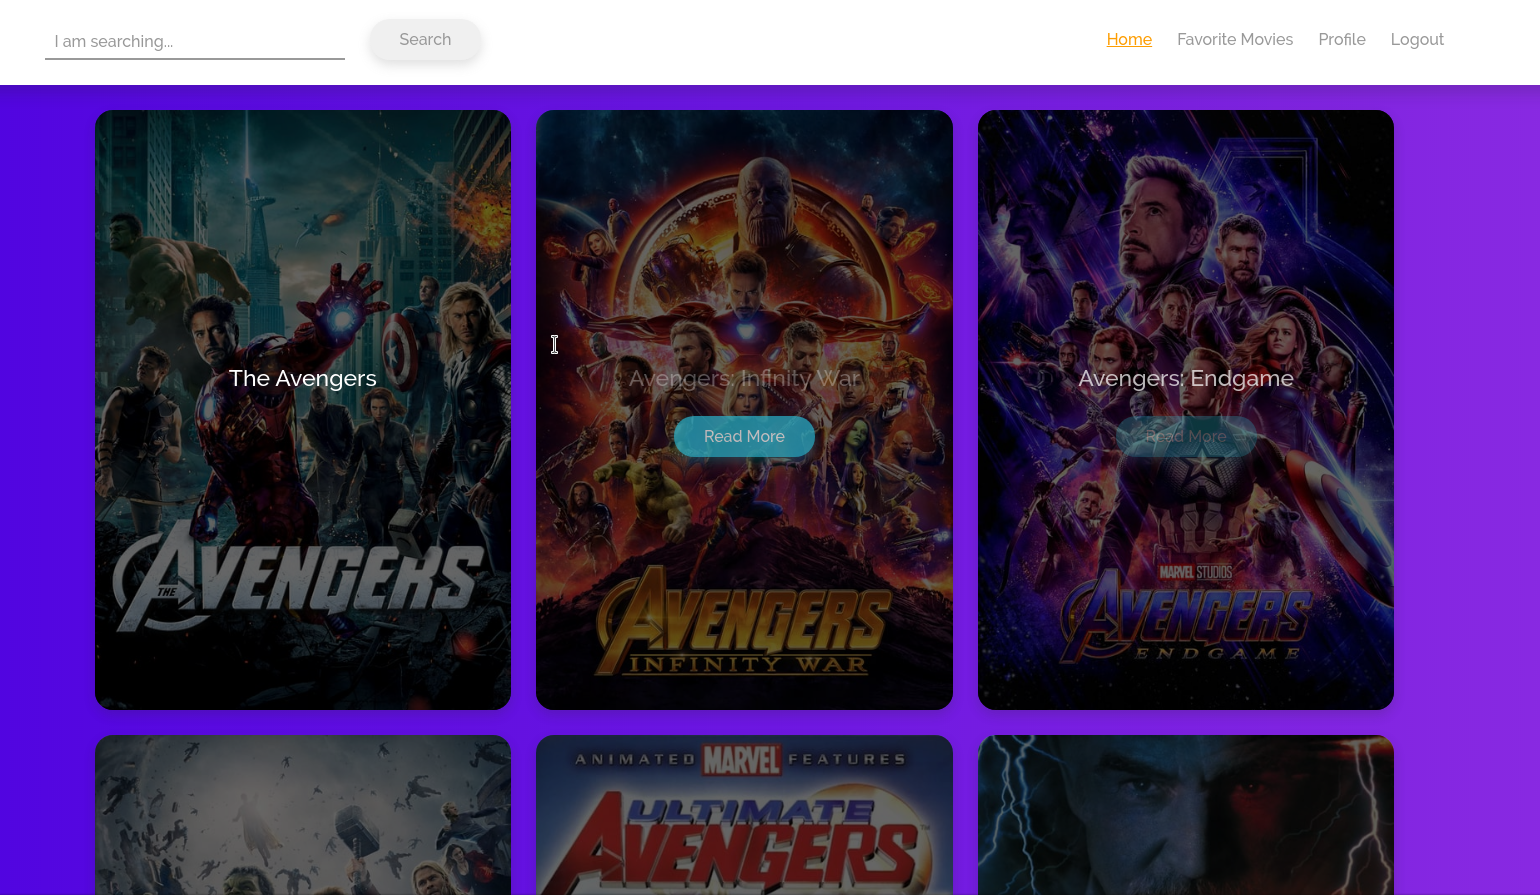 I am searching...
Search
Home
Favorite Movies
Profile
Logout
The Avengers
THE AVENGERS
Avengers: Infinity War
Read More
AVENGERS
INFINITY WAR
Avengers: Endgame
Read More
MARVEL STUDIOS
AVENGERS
ENDGAME
ANIMATED MARVEL FEATURES
ULTIMATE
AVENGERS™